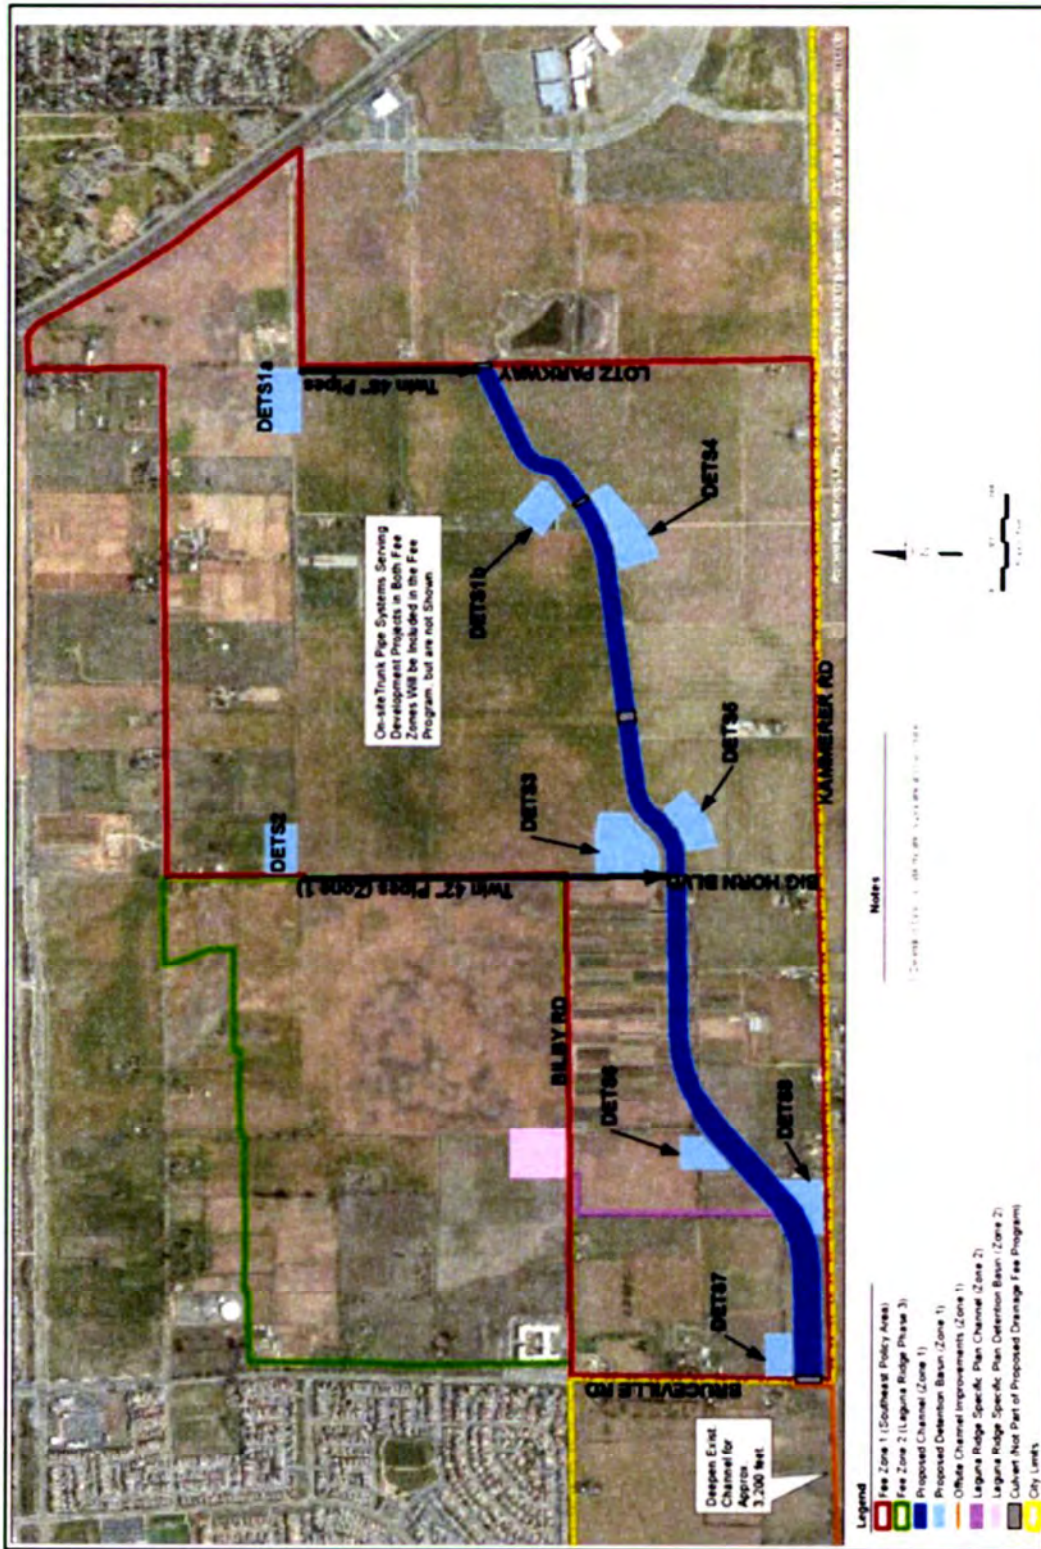 DETS1a
Twin 48" Pipes
LOTZ PARKWAY
On-site Trunk Pipe Systems Serving
Development Projects in Both Fee
Zones Will be Included in the Fee
Program, but are not Shown
DETS1b
DETS4
DETS2
DETS3
DETS5
Twin 42" Pipes (Zone 1)
BIG HORN BLVD
KAMMERER RD
BILBY RD
DETS6
DETS8
DETS7
BRUCEVILLE RD
Deepen Exist
Channel for
Approx.
3,200 feet
Notes
Legend
Fee Zone 1 (Southeast Policy Area)
Fee Zone 2 (Laguna Ridge Phase 3)
Proposed Channel (Zone 1)
Proposed Detention Basin (Zone 1)
Offsite Channel Improvements (Zone 1)
Laguna Ridge Specific Plan Channel (Zone 2)
Laguna Ridge Specific Plan Detention Basin (Zone 2)
Culvert (Not Part of Proposed Drainage Fee Program)
City Limits